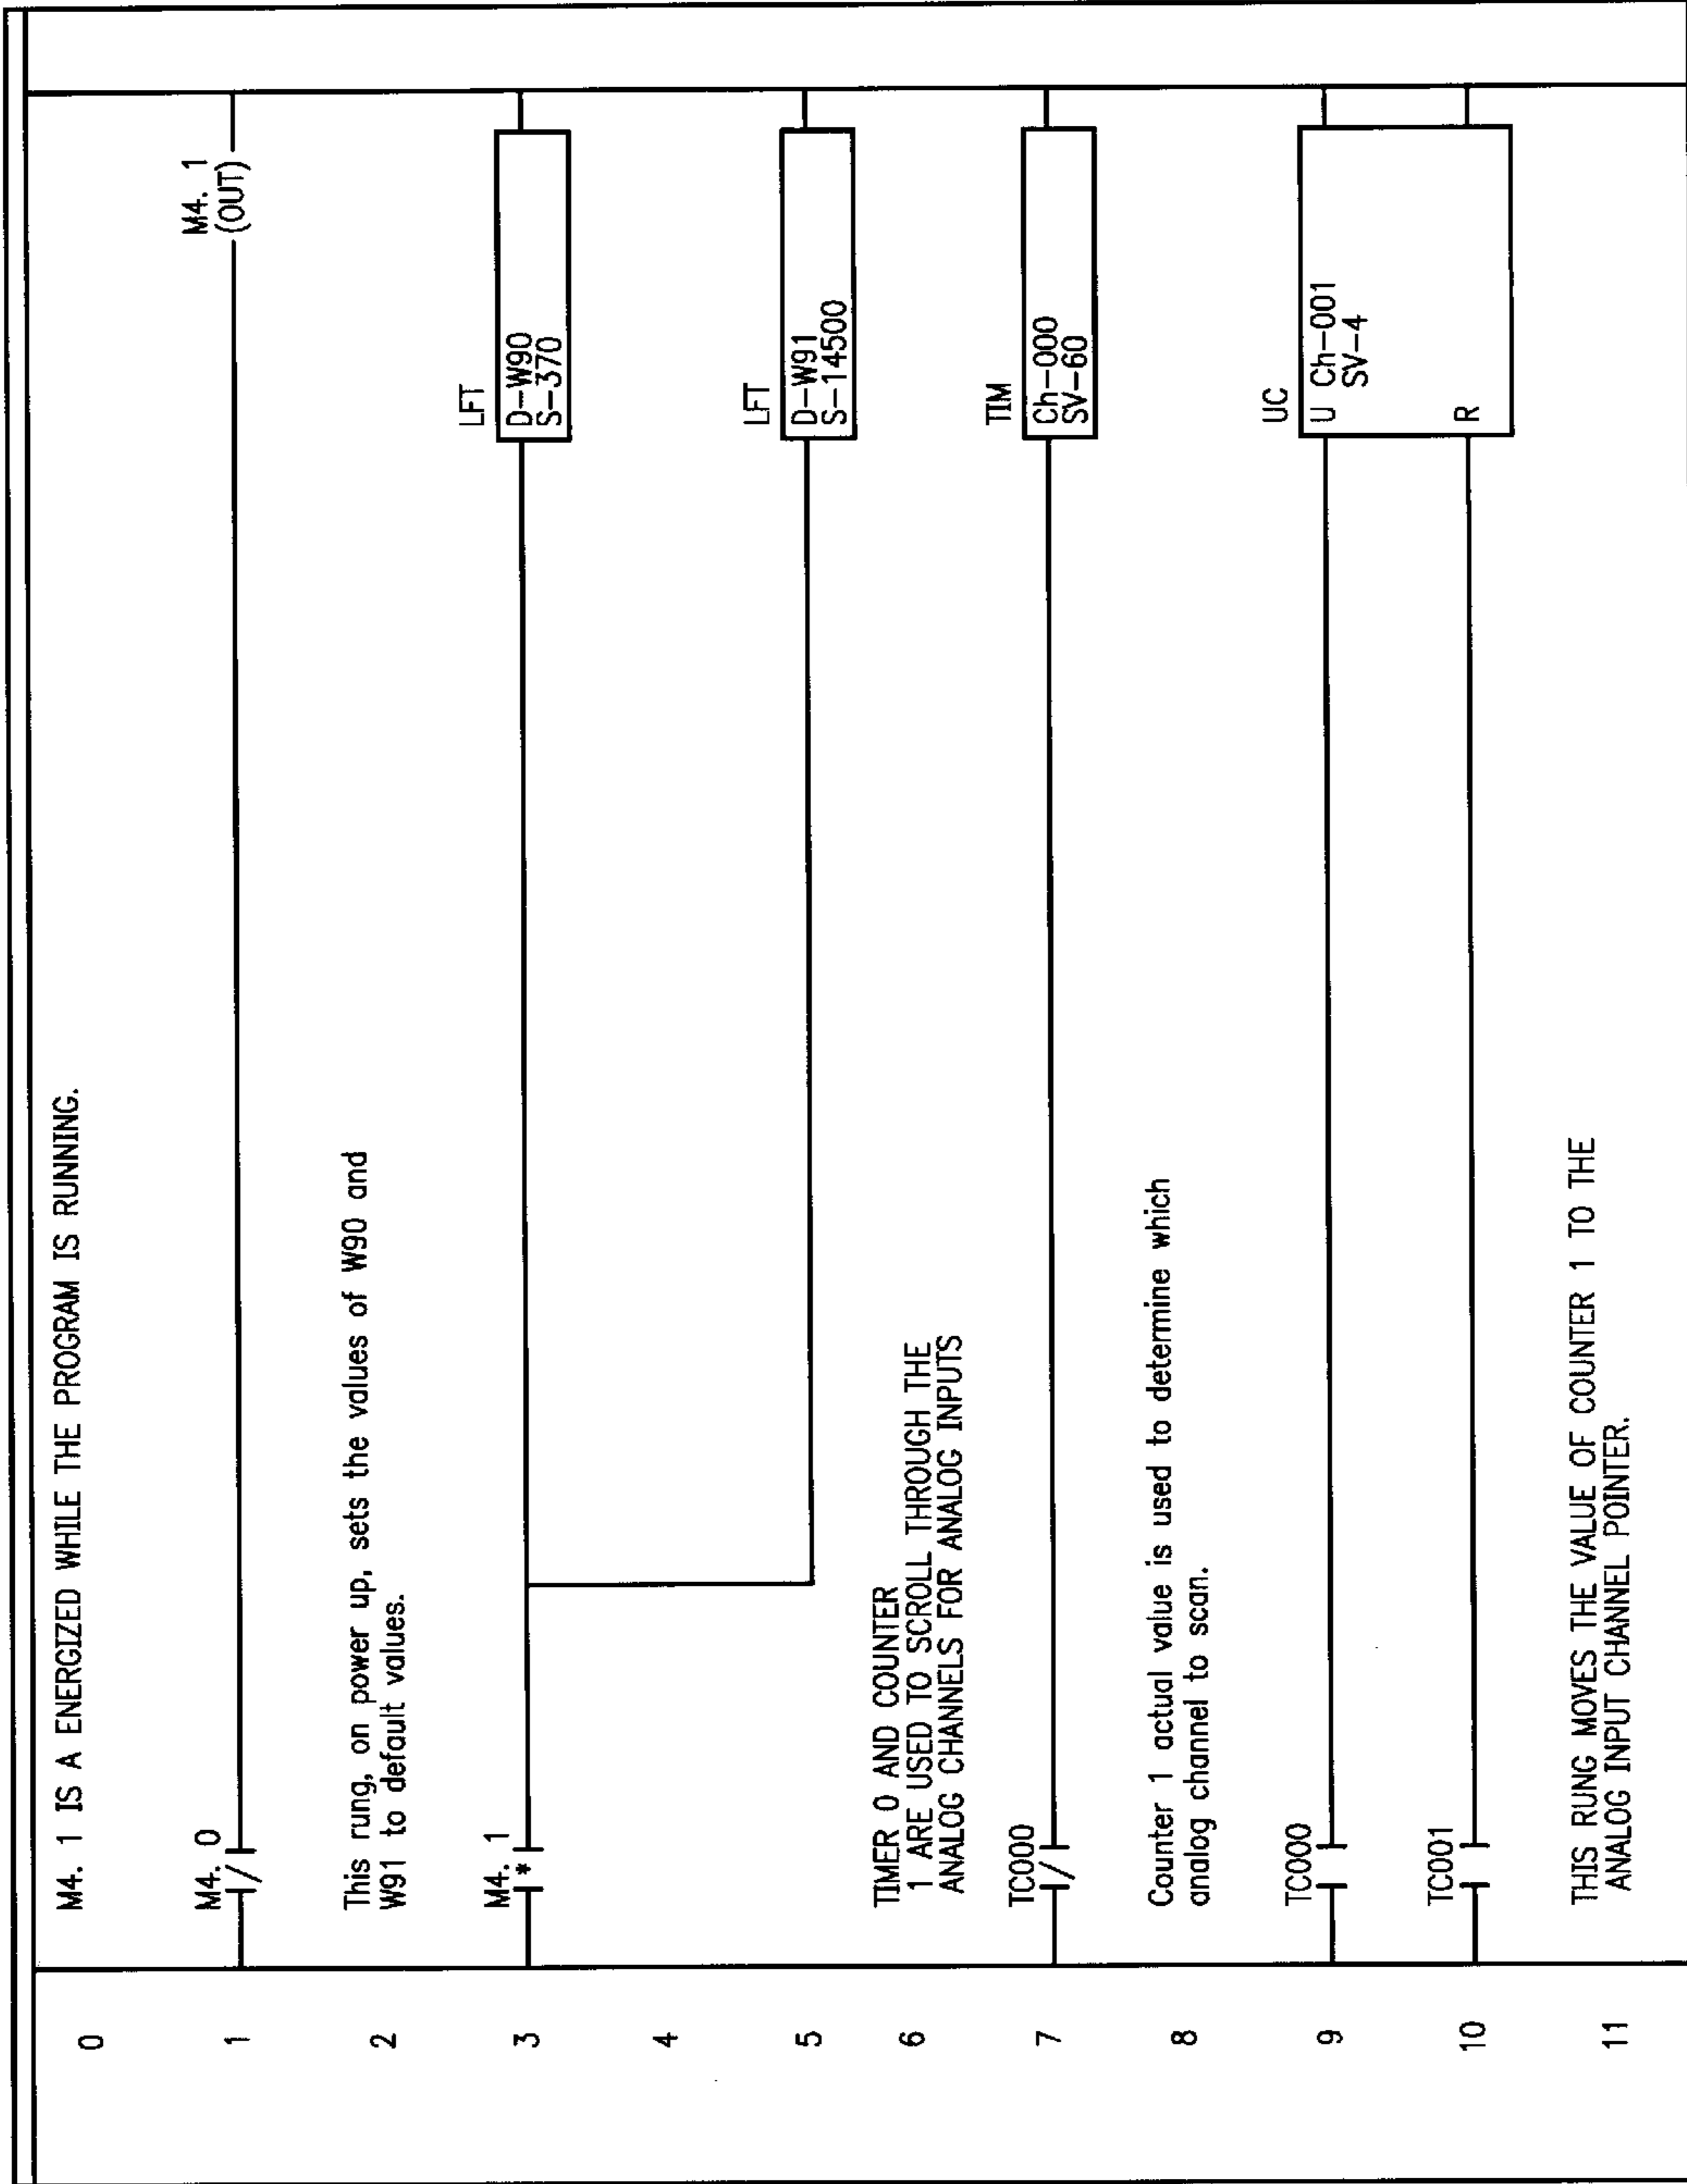 0
M4. 1 IS A ENERGIZED WHILE THE PROGRAM IS RUNNING.
1
M4. 0
M4. 1
(OUT)
2
This rung, on power up, sets the values of W90 and
W91 to default values.
3
M4. 1
*
LFT
D-W90
S-370
4
5
LFT
D-W91
S-14500
6
TIMER 0 AND COUNTER
1 ARE USED TO SCROLL THROUGH THE
ANALOG CHANNELS FOR ANALOG INPUTS
7
TC000
TIM
Ch-000
SV-60
8
Counter 1 actual value is used to determine which
analog channel to scan.
9
TC000
UC
U Ch-001
SV-4
10
TC001
R
11
THIS RUNG MOVES THE VALUE OF COUNTER 1 TO THE
ANALOG INPUT CHANNEL POINTER.